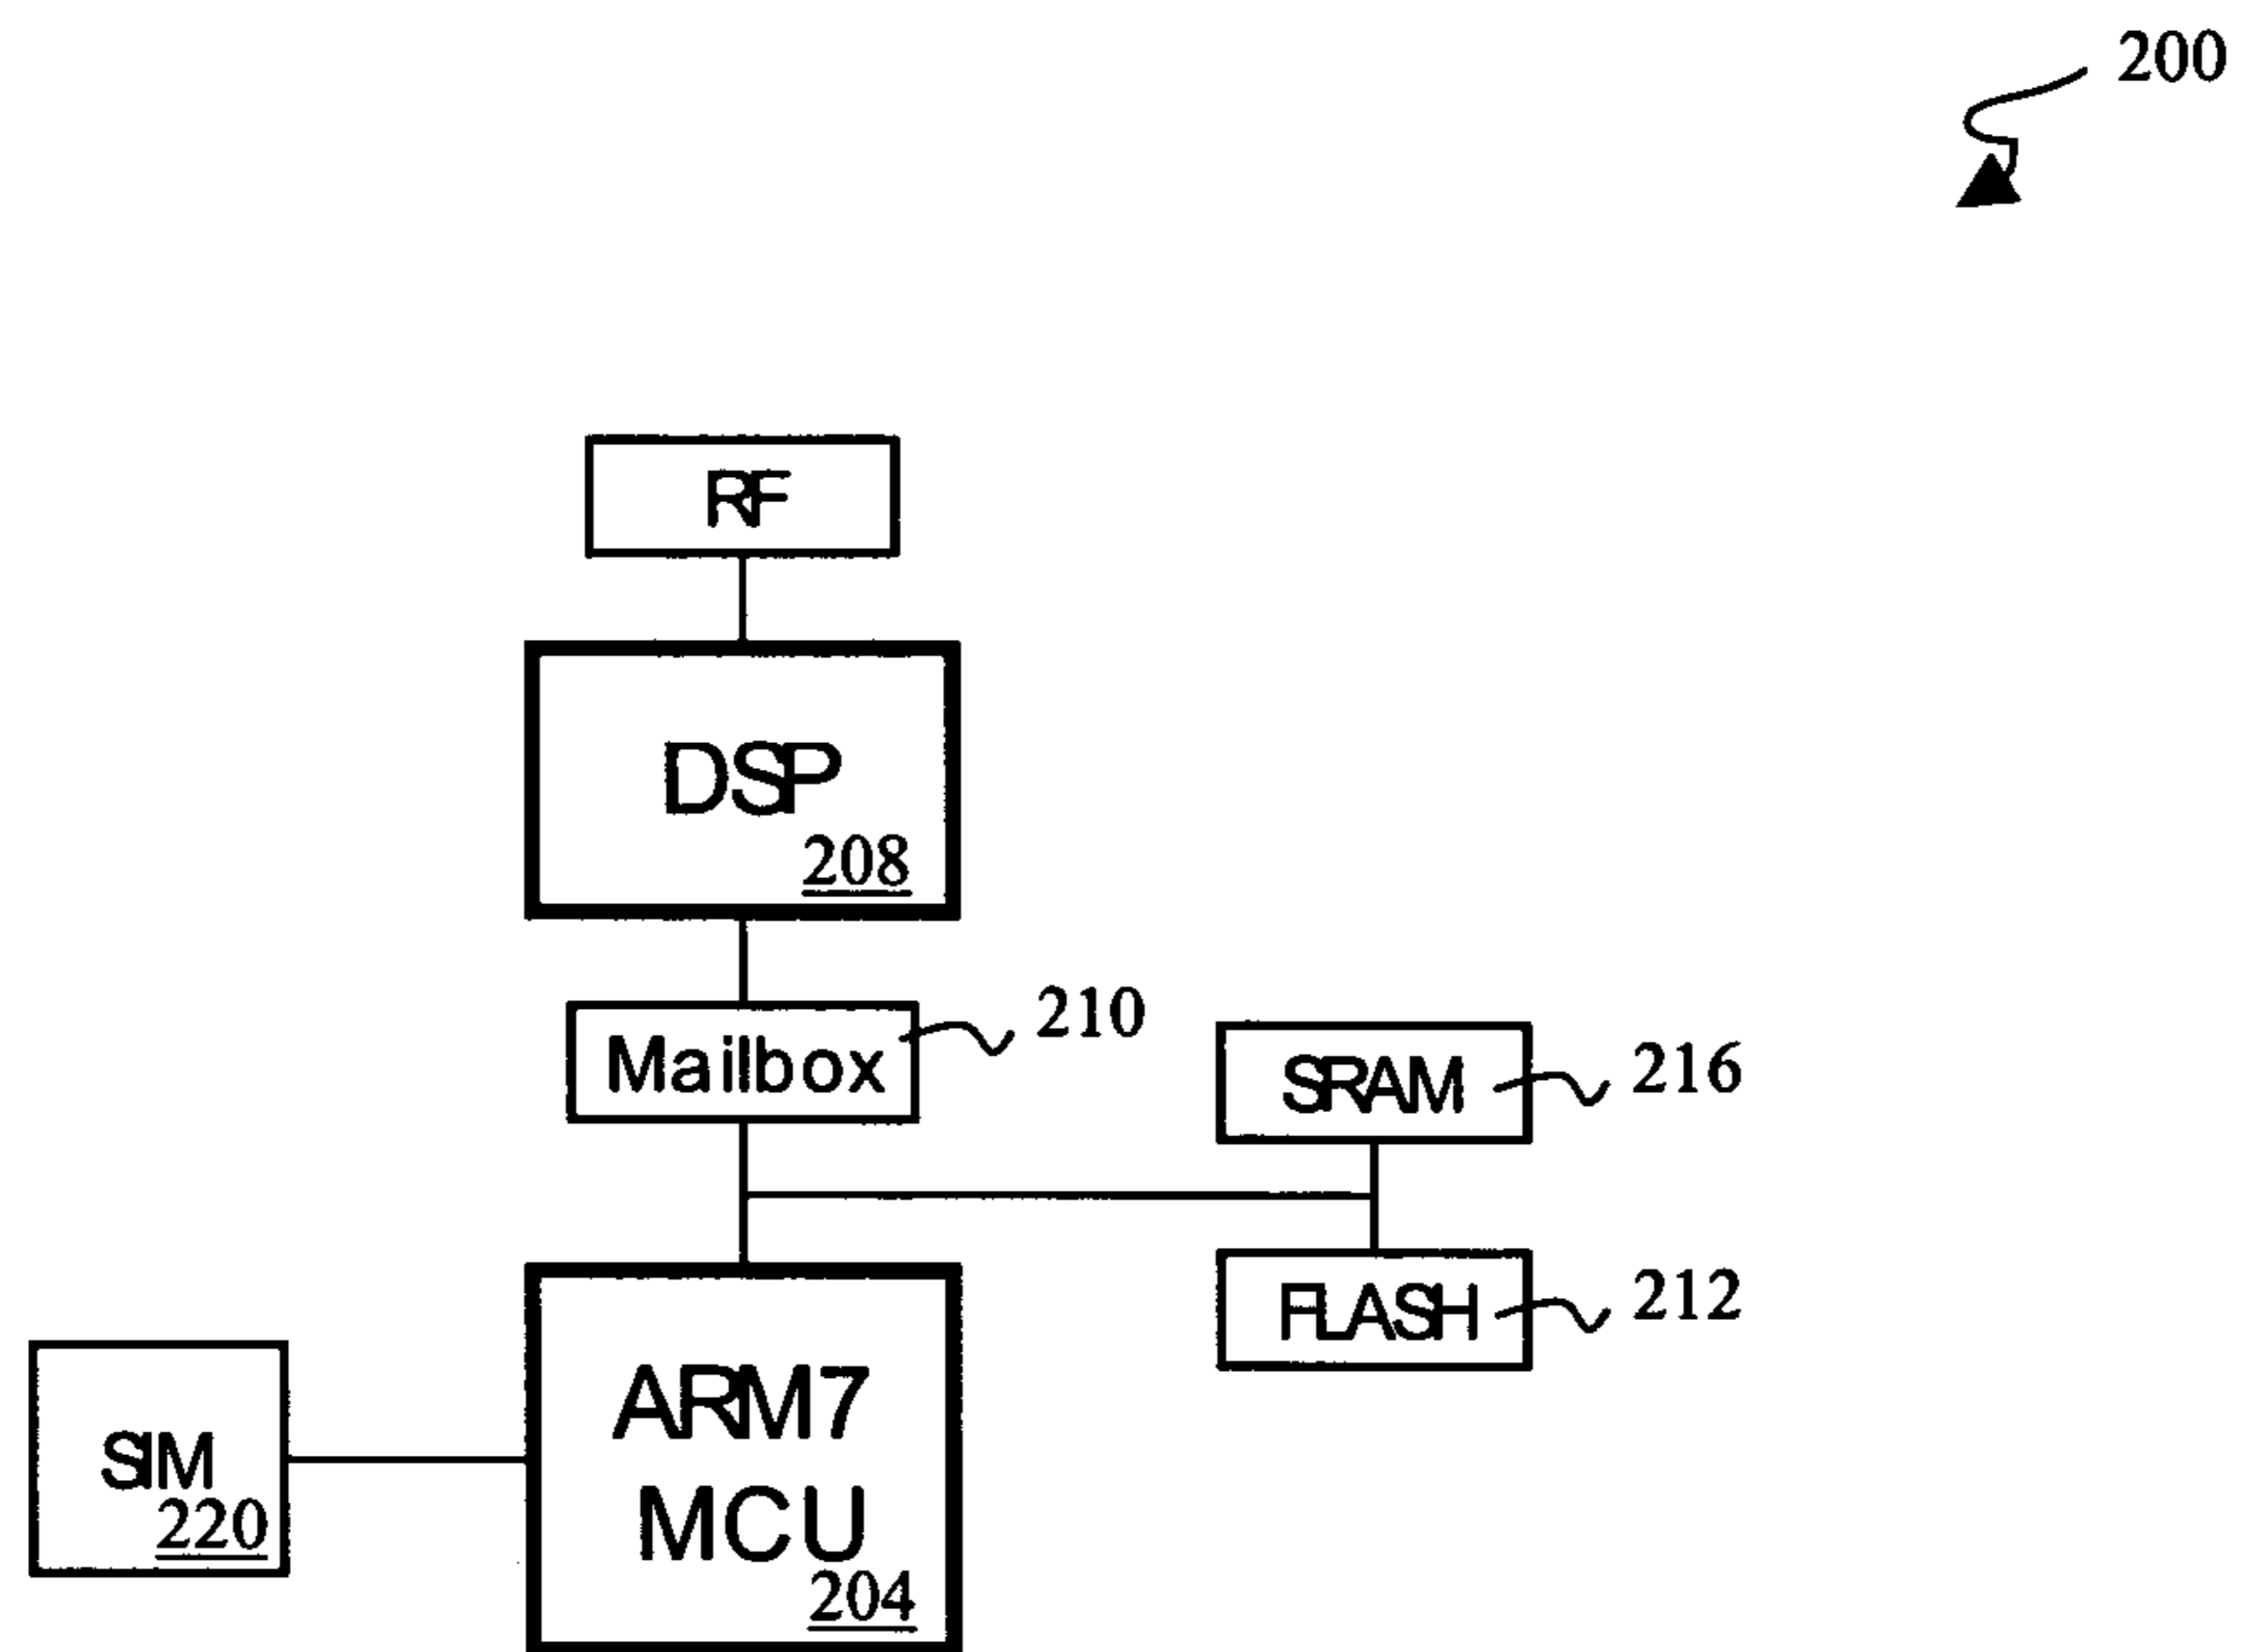 200
RF
DSP
208
Mailbox
210
SRAM
216
FLASH
212
SIM
220
ARM7
MCU
204